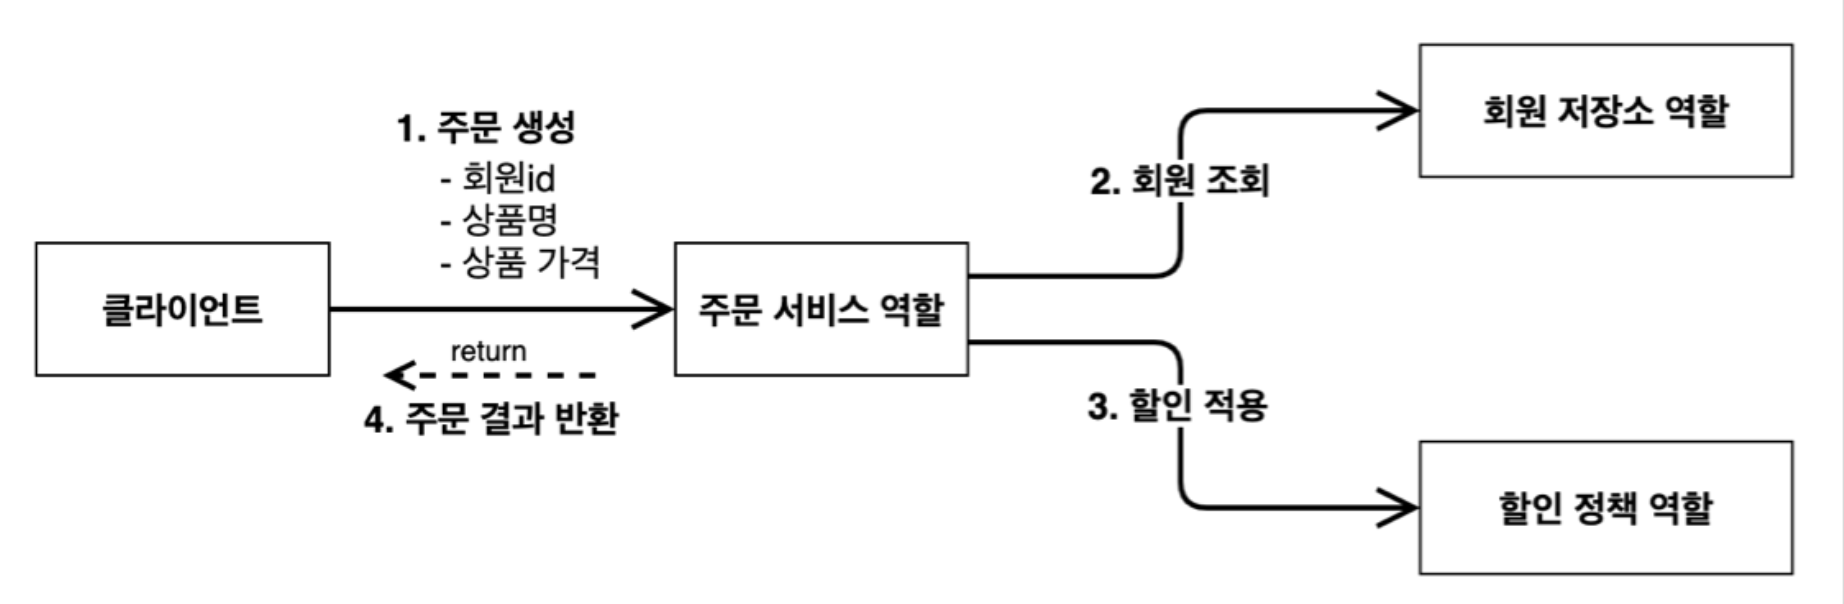 클라이언트
1. 주문 생성
- 회원id
- 상품명
- 상품 가격
return
4. 주문 결과 반환
주문 서비스 역할
2. 회원 조회
회원 저장소 역할
3. 할인 적용
할인 정책 역할